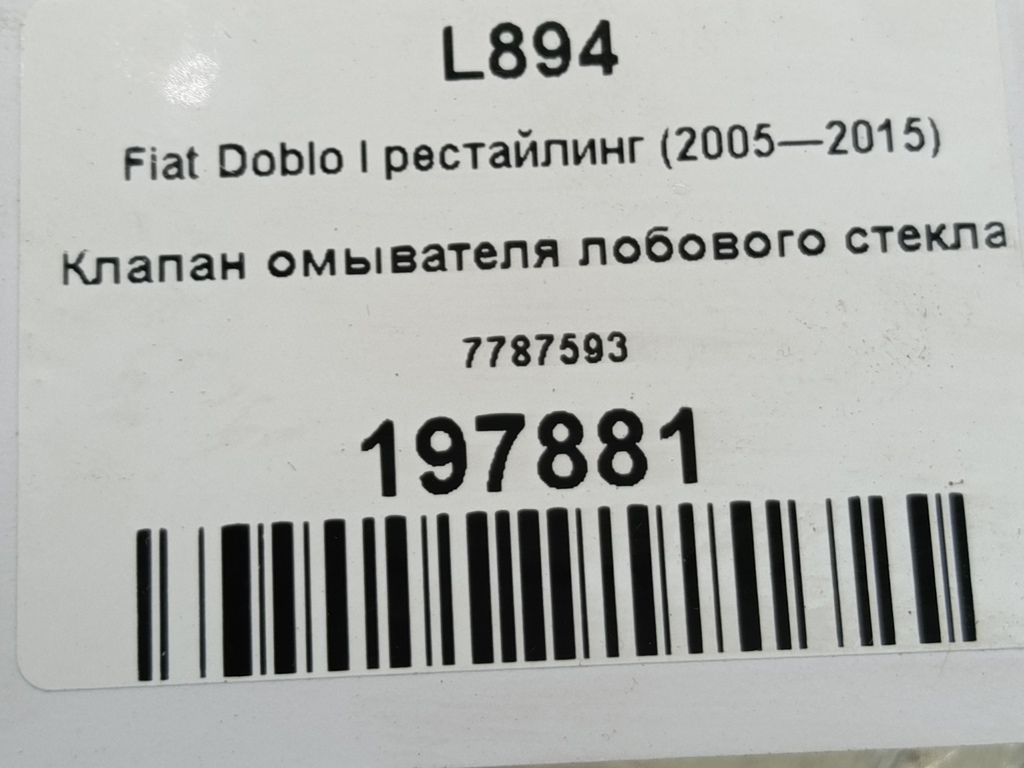 L894
Fiat Doblo I рестайлинг (2005—2015)
Клапан омывателя лобового стекла
7787593
197881